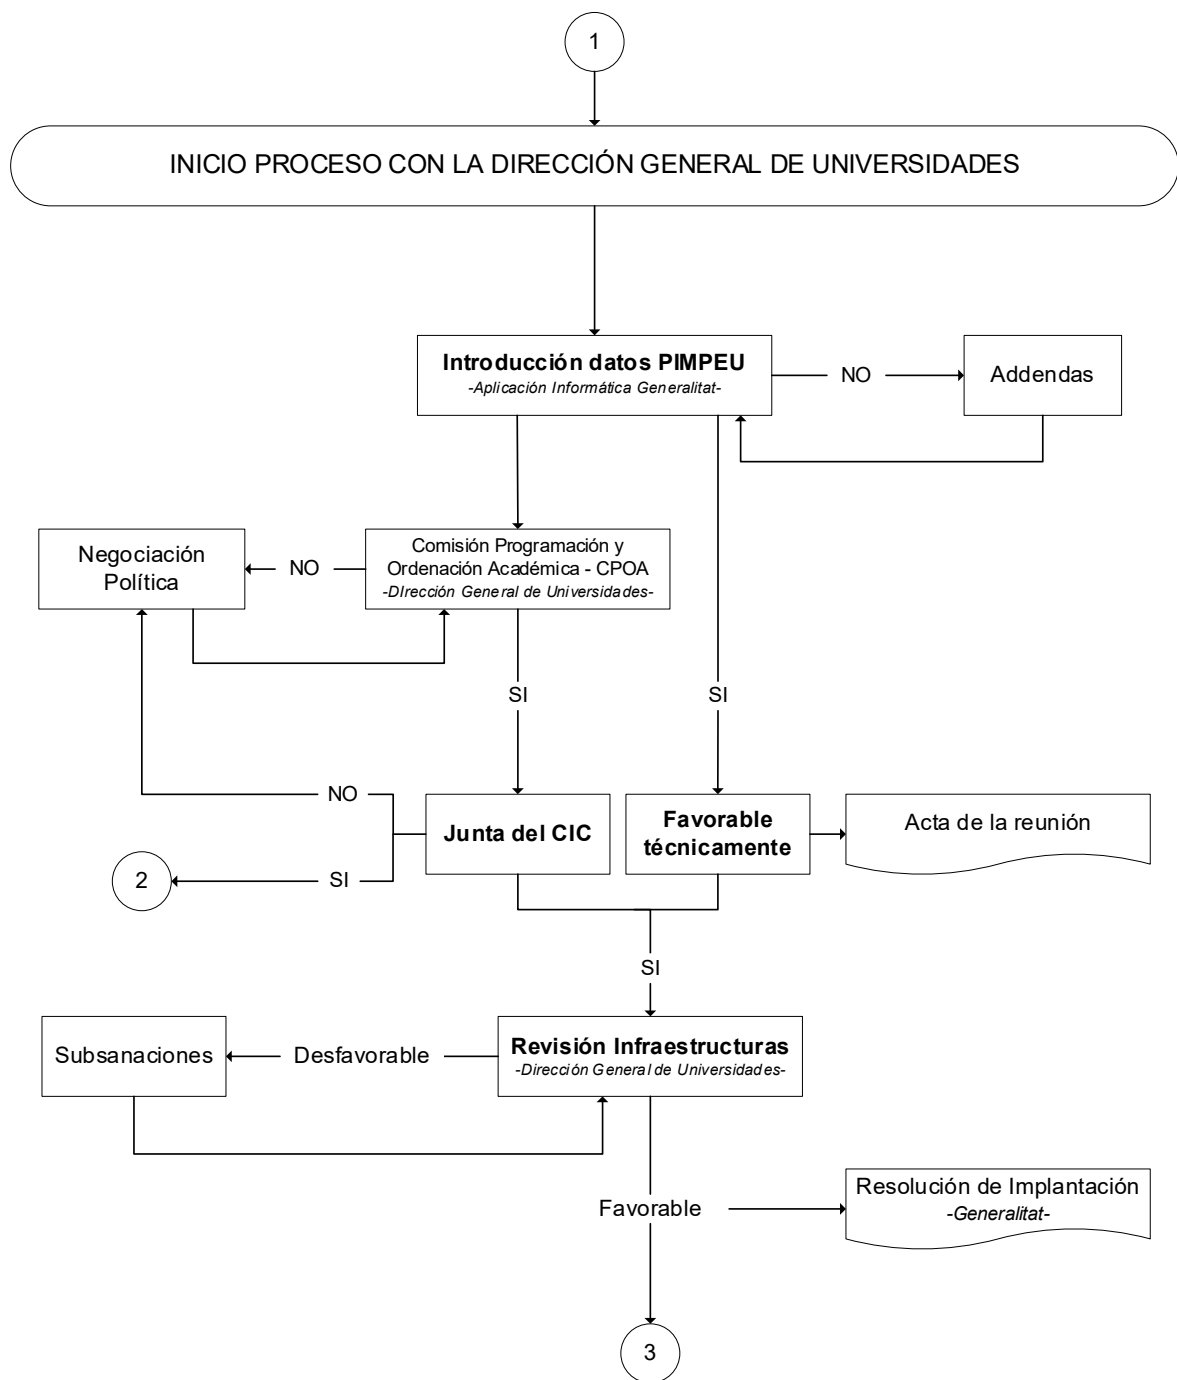 1
INICIO PROCESO CON LA DIRECCIÓN GENERAL DE UNIVERSIDADES
Introducción datos PIMPEU
-Aplicación Informática Generalitat-
NO
Addendas
Negociación
Política
NO
Comisión Programación y
Ordenación Académica - CPOA
-DIrección General de Universidades-
SI
SI
NO
Junta del CIC
Favorable
técnicamente
Acta de la reunión
2
SI
SI
Subsanaciones
Desfavorable
Revisión Infraestructuras
-Dirección General de Universidades-
Favorable
Resolución de Implantación
-Generalitat-
3